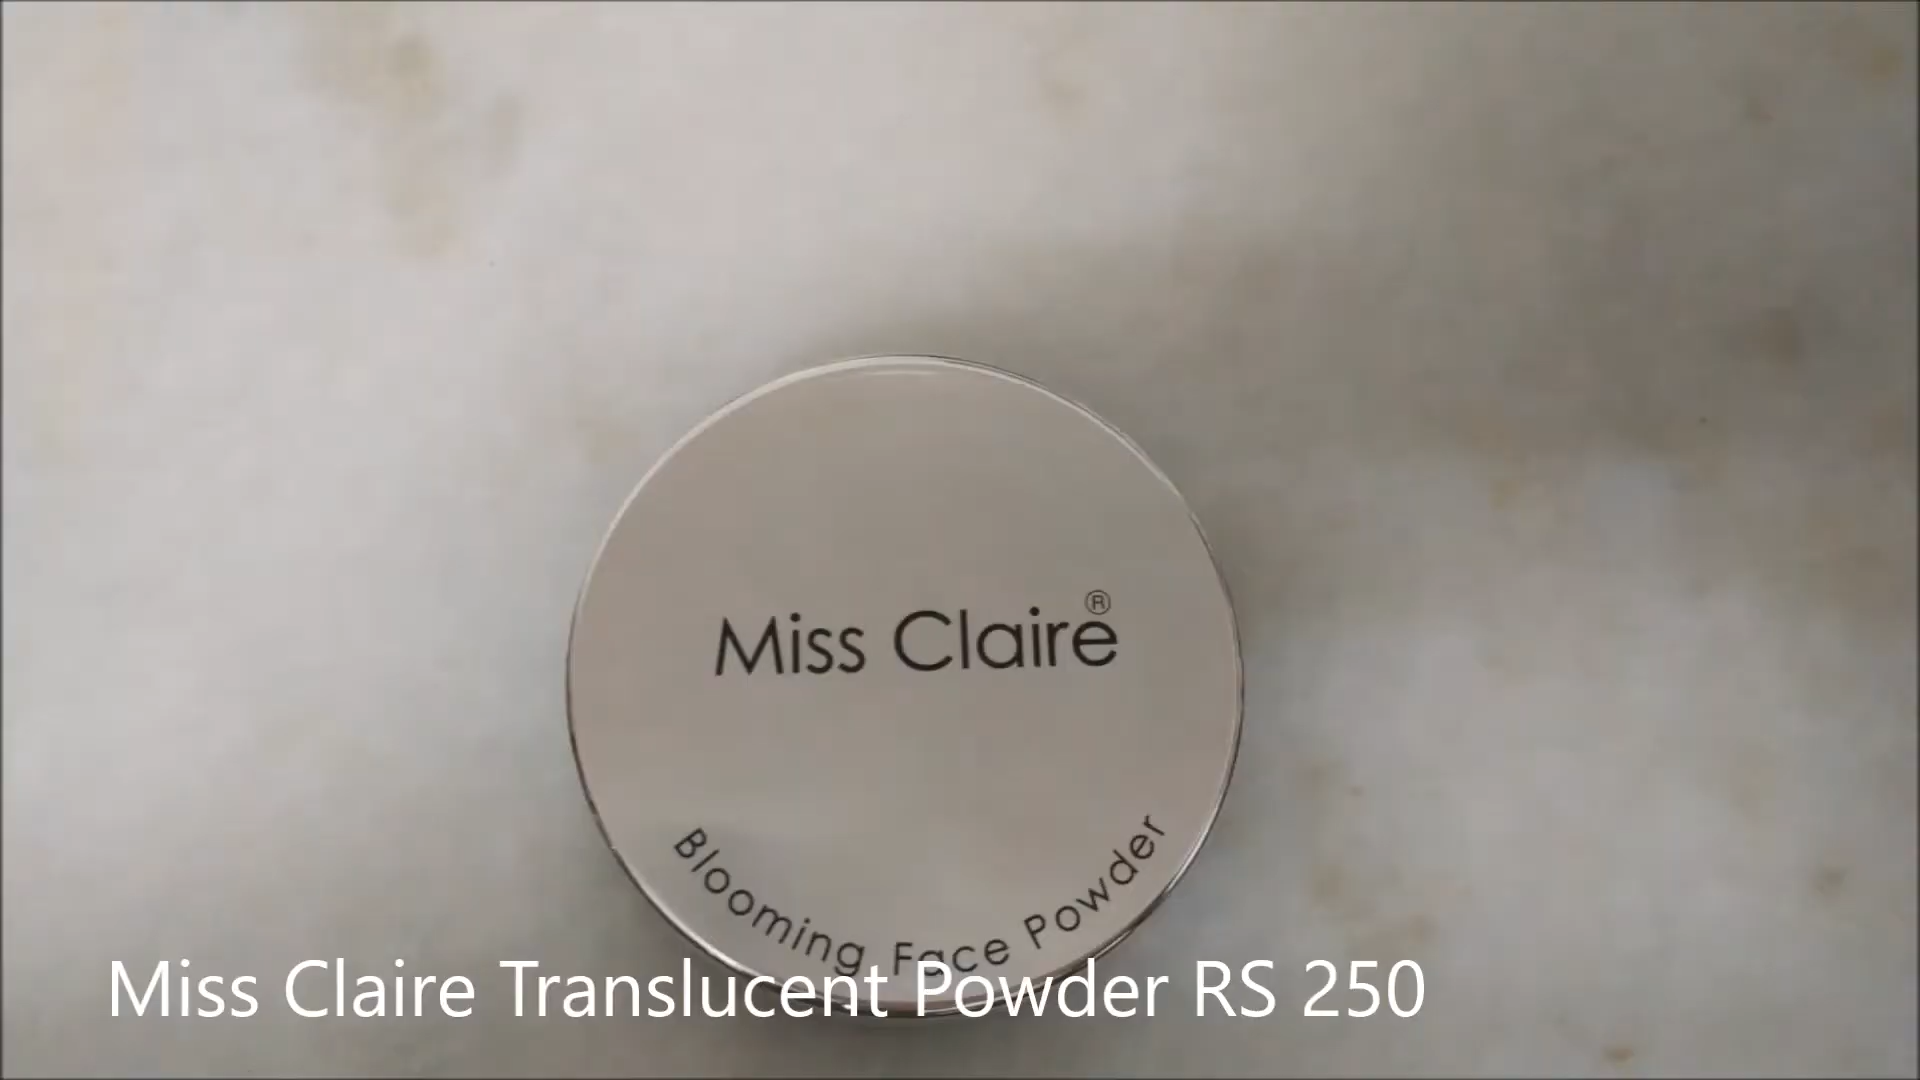 Miss Claire®
Blooming Face Powder
Miss Claire Translucent Powder RS 250